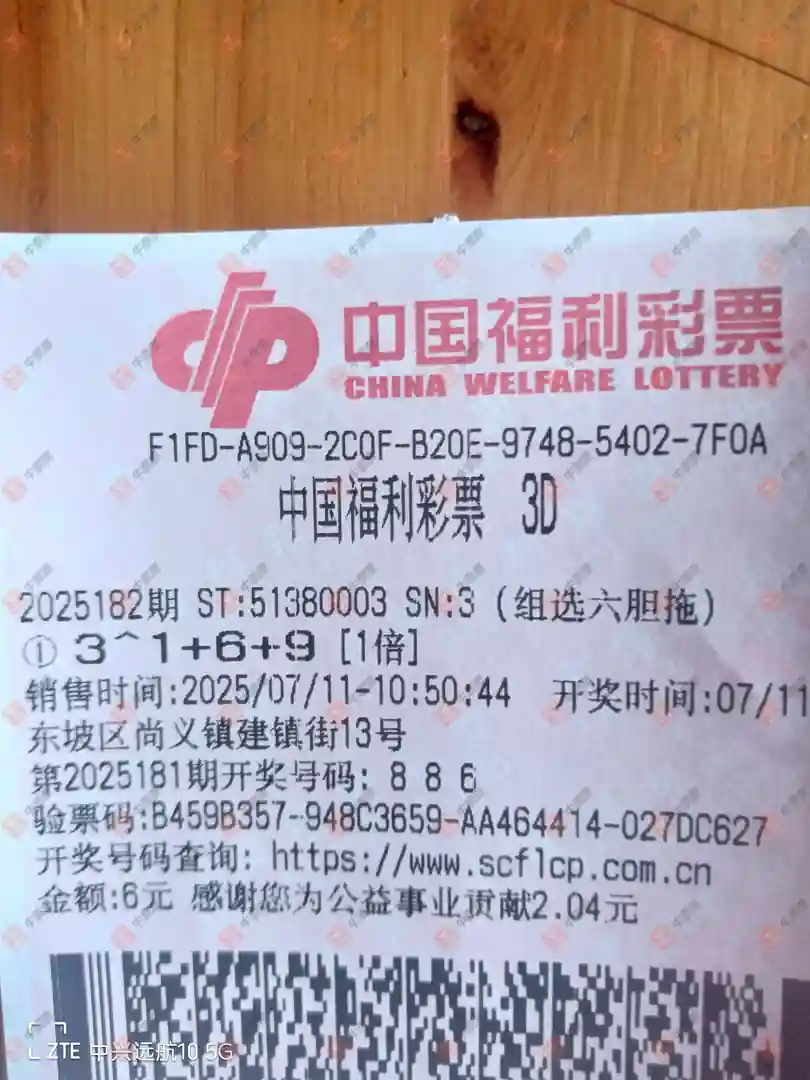 中国福利彩票
CHINA WELFARE LOTTERY
F1FD-A909-2C0F-B20E-9748-5402-7F0A
中国福利彩票 3D
2025182期 ST:51380003 SN:3 (组选六胆拖)
① 3^1+6+9 [1倍]
销售时间:2025/07/11-10:50:44 开奖时间:07/11
东坡区尚义镇建镇街13号
第2025181期开奖号码: 8 8 6
验票码:B459B357-948C3659-AA464414-027DC627
开奖号码查询: https://www.scflcp.com.cn
金额:6元 感谢您为公益事业贡献2.04元
ZTE 中兴远航10 5G